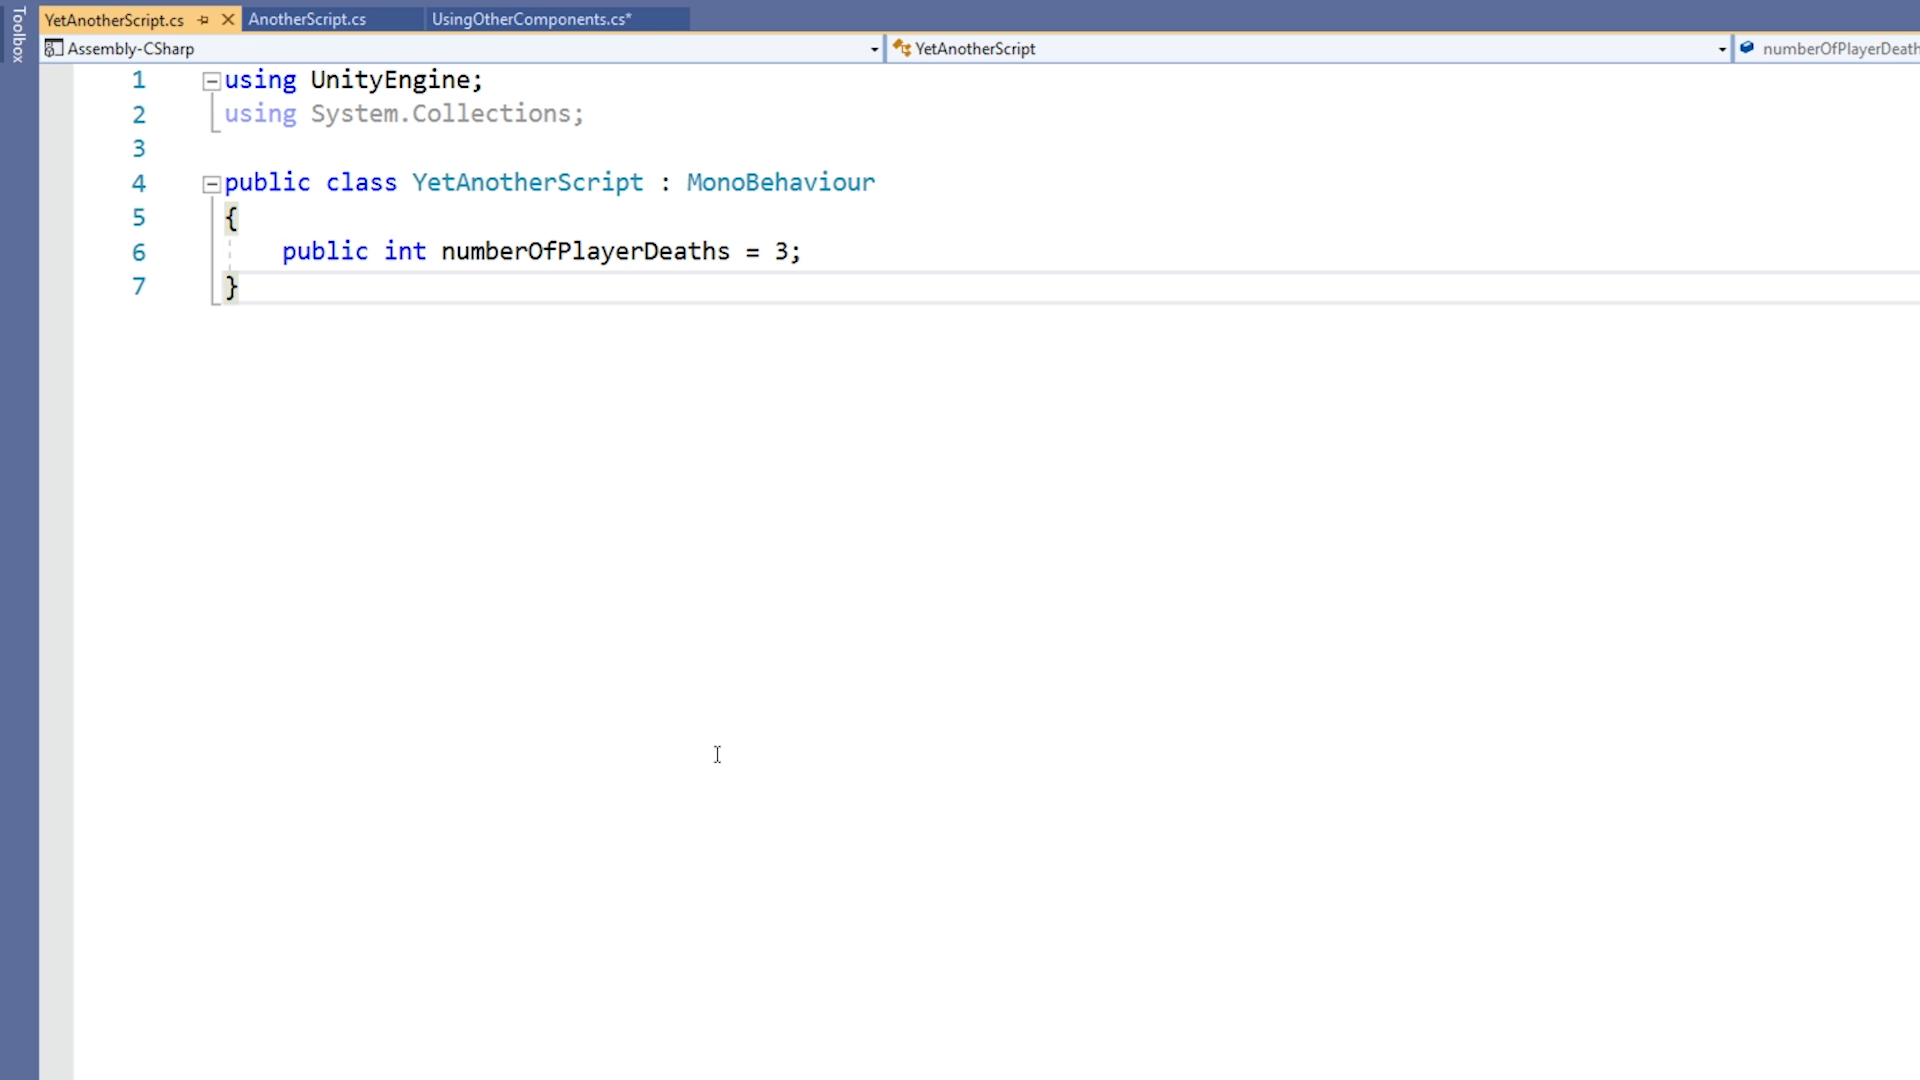 Toolbox
YetAnotherScript.cs AnotherScript.cs UsingOtherComponents.cs*
Assembly-CSharp YetAnotherScript numberOfPlayerDeath
1 using UnityEngine;
2 using System.Collections;
3
4 public class YetAnotherScript : MonoBehaviour
5 {
6 public int numberOfPlayerDeaths = 3;
7 }